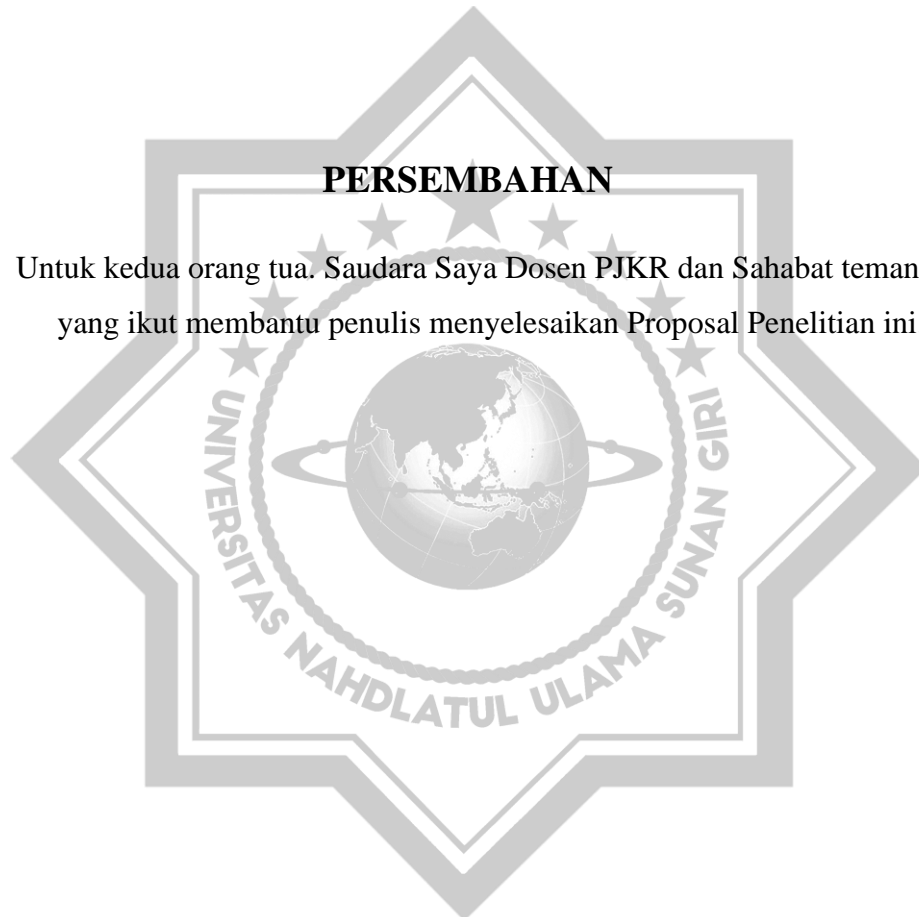 PERSEMBAHAN
Untuk kedua orang tua. Saudara Saya Dosen PJKR dan Sahabat teman
yang ikut membantu penulis menyelesaikan Proposal Penelitian ini
UNIVERSITAS NAHDLATUL ULAMA SUNAN GIRI